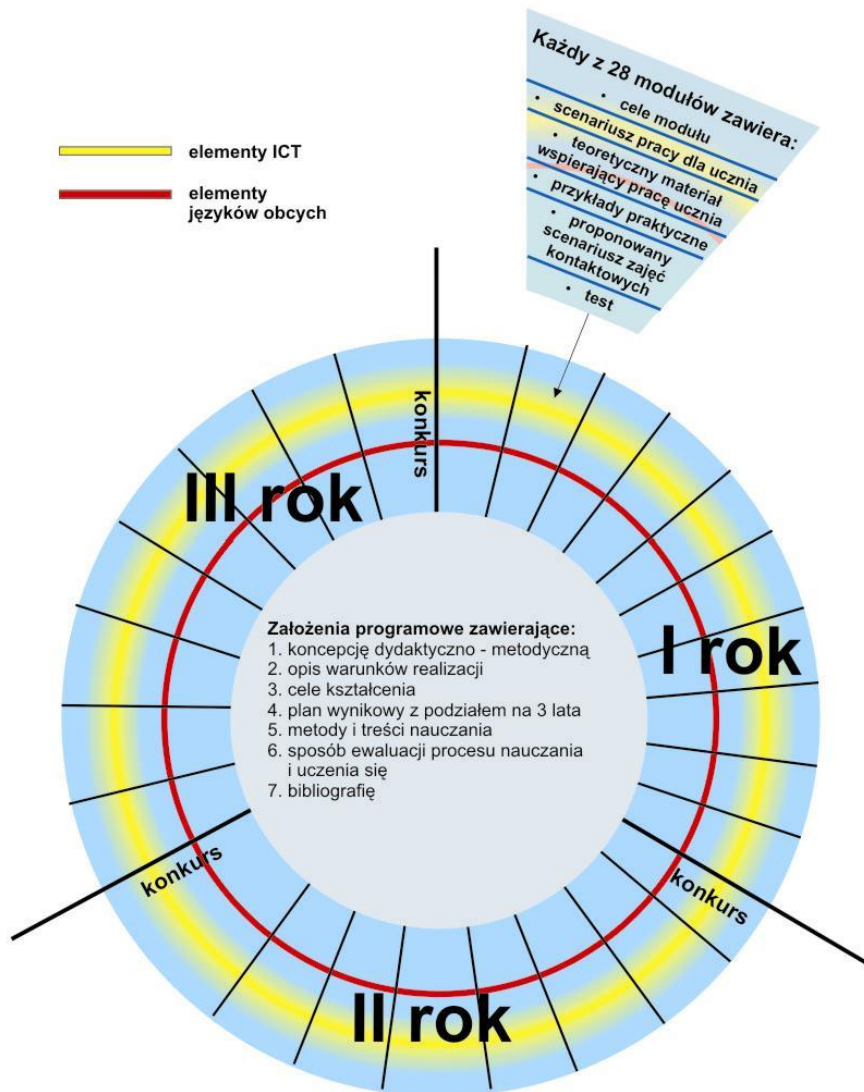 Każdy z 28 modułów zawiera:
• cele modułu
• scenariusz pracy dla ucznia
• teoretyczny materiał
wspierający pracę ucznia
• przykłady praktyczne
• proponowany
scenariusz zajęć
kontaktowych
• test
elementy ICT
elementy
języków obcych
konkurs
III rok
I rok
Założenia programowe zawierające:
1. koncepcję dydaktyczno - metodyczną
2. opis warunków realizacji
3. cele kształcenia
4. plan wynikowy z podziałem na 3 lata
5. metody i treści nauczania
6. sposób ewaluacji procesu nauczania
i uczenia się
7. bibliografię
konkurs
konkurs
II rok